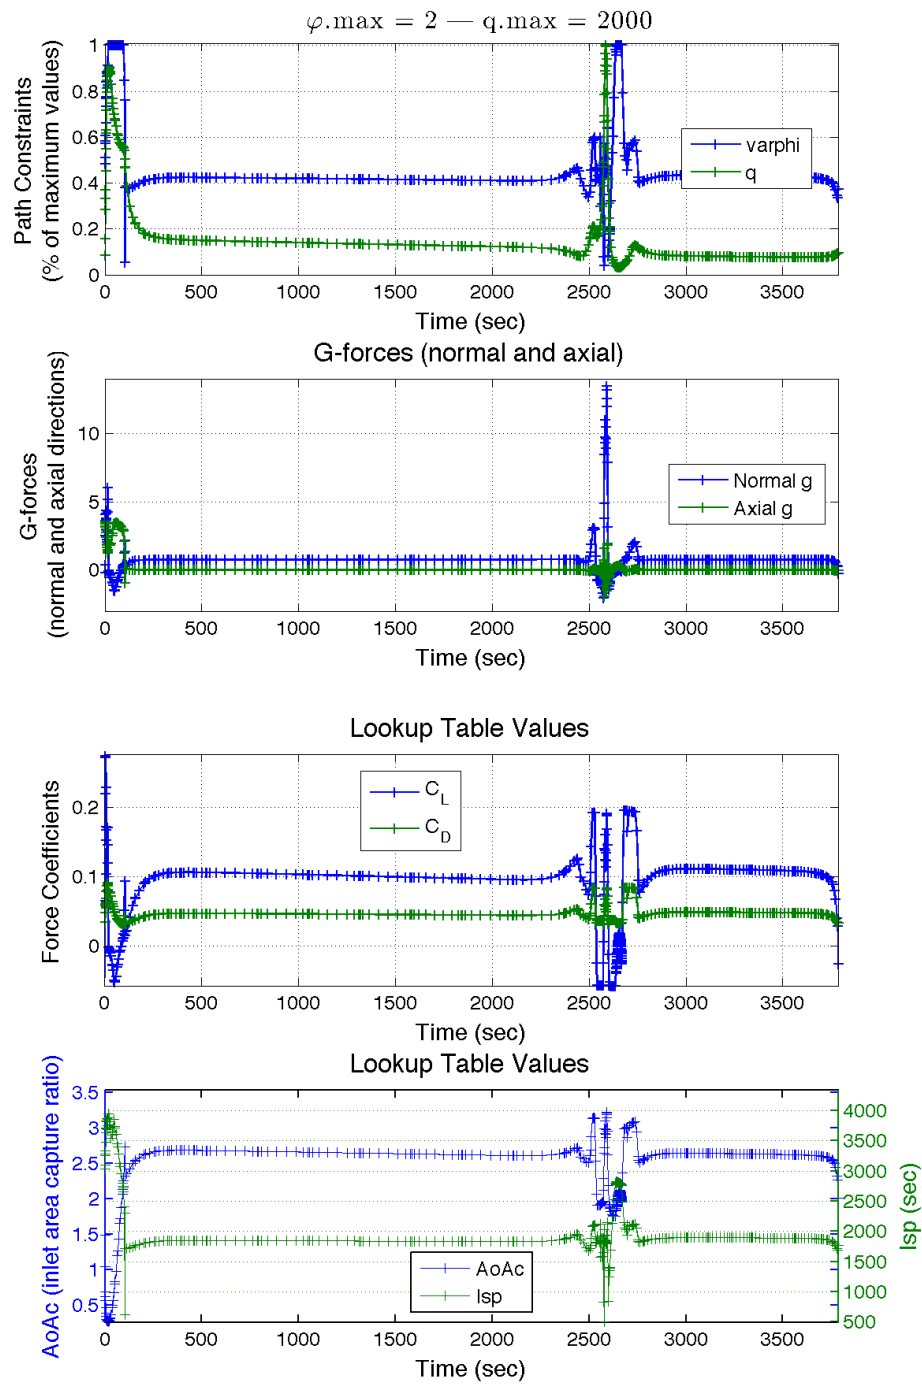 φ.max = 2 — q.max = 2000
Path Constraints
(% of maximum values)
1
0.8
0.6
0.4
0.2
0
varphi
q
0 500 1000 1500 2000 2500 3000 3500
Time (sec)
G-forces (normal and axial)
G-forces
(normal and axial directions)
10
5
0
Normal g
Axial g
0 500 1000 1500 2000 2500 3000 3500
Time (sec)
Lookup Table Values
Force Coefficients
0.2
0.1
0
C_L
C_D
0 500 1000 1500 2000 2500 3000 3500
Time (sec)
Lookup Table Values
AoAc (inlet area capture ratio)
3.5
3
2.5
2
1.5
1
0.5
AoAc
Isp
4000
3500
3000
2500
2000
1500
1000
500
Isp (sec)
0 500 1000 1500 2000 2500 3000 3500
Time (sec)